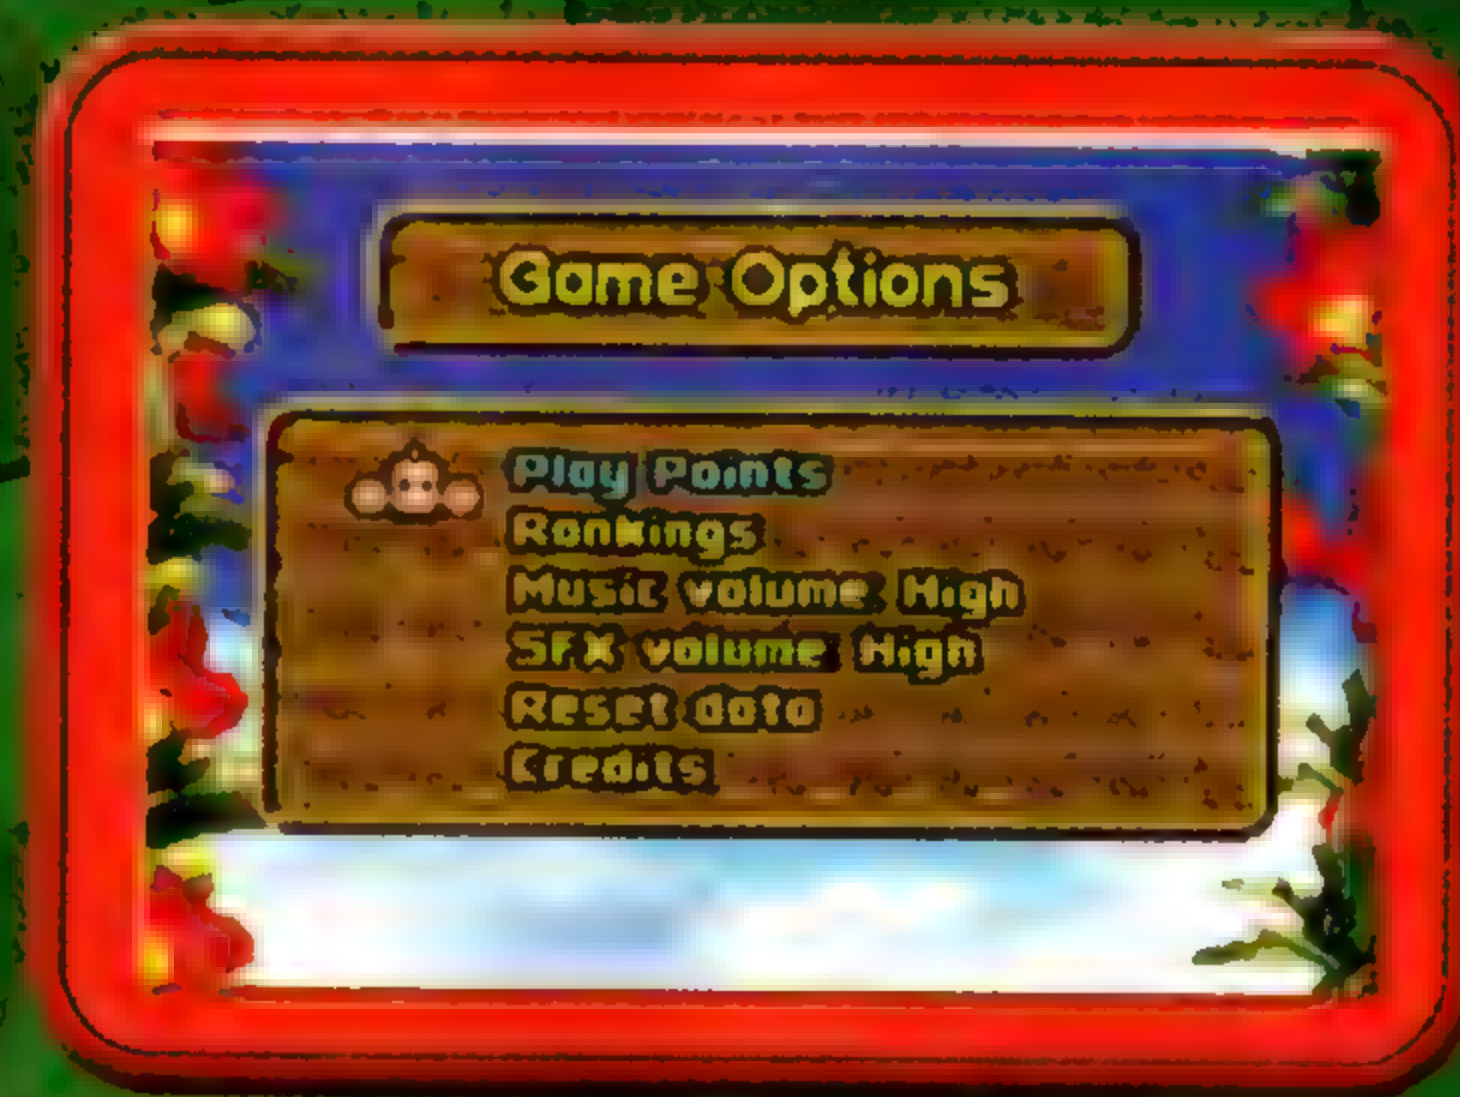 Game Options
Play Points
Rankings
Music volume High
SFX volume High
Reset data
Credits